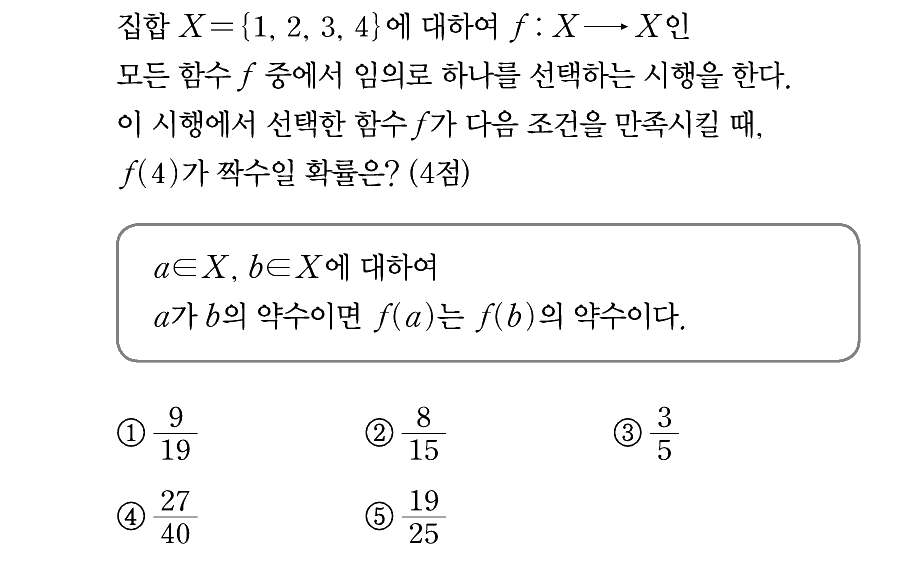 집합 X={1, 2, 3, 4}에 대하여 f : X⟶X인
모든 함수 f 중에서 임의로 하나를 선택하는 시행을 한다.
이 시행에서 선택한 함수 f가 다음 조건을 만족시킬 때,
f(4)가 짝수일 확률은? (4점)
a∈X, b∈X에 대하여
a가 b의 약수이면 f(a)는 f(b)의 약수이다.
① 9/19 ② 8/15 ③ 3/5
④ 27/40 ⑤ 19/25